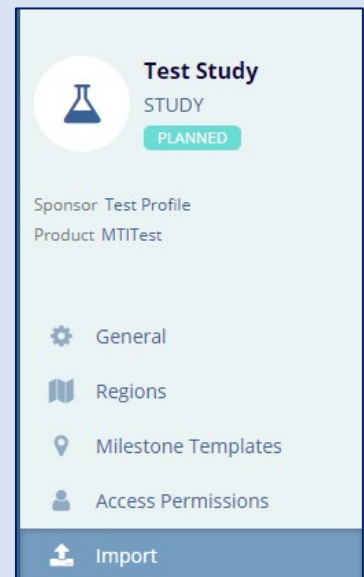 Test Study
STUDY
PLANNED
Sponsor Test Profile
Product MTITest
General
Regions
Milestone Templates
Access Permissions
Import